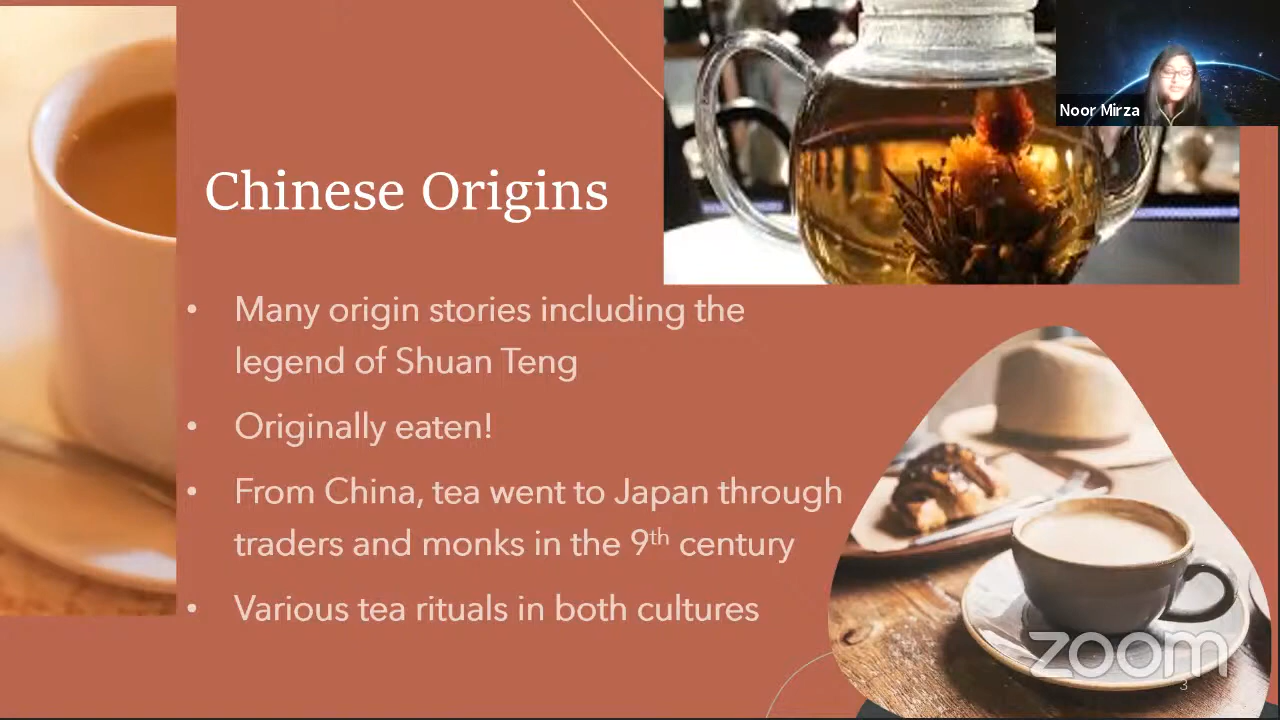 Noor Mirza
Chinese Origins
• Many origin stories including the
legend of Shuan Teng
• Originally eaten!
• From China, tea went to Japan through
traders and monks in the 9th century
• Various tea rituals in both cultures
zoom
3